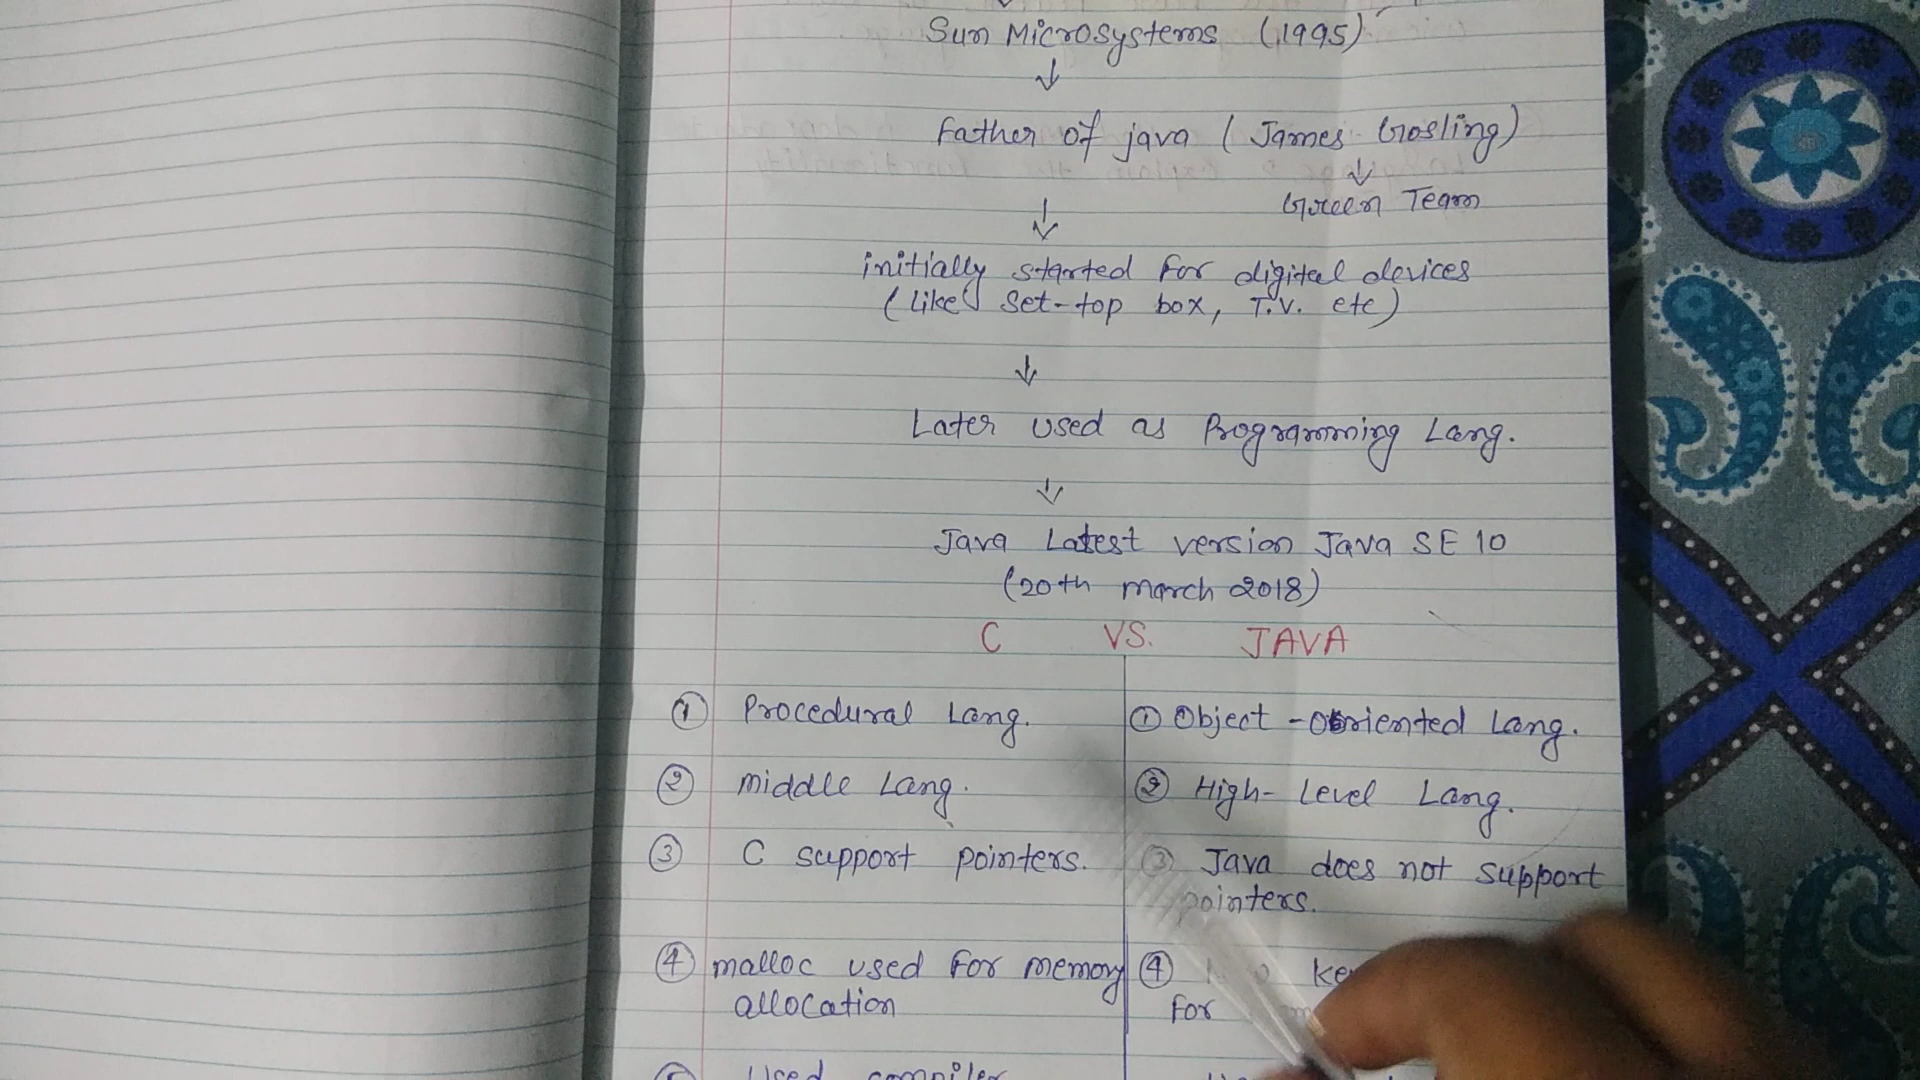 Sun Microsystems (1995)
↓
Father of java (James Gosling)
↓
Green Team
↓
initially started for digital devices
(like set-top box, T.V. etc)
↓
Later used as Programming Lang.
↓
Java Latest version Java SE 10
(20th march 2018)
C VS. JAVA
① Procedural Lang. ① Object-oriented Lang.
② middle Lang. ② High-Level Lang.
③ C support pointers. ③ Java does not support
pointers.
④ malloc used for memory ④
allocation for
Used compiler